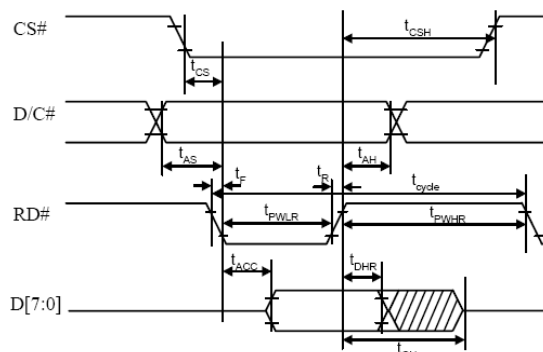 CS#
tCSH
tCS
D/C#
tAS
tF
tR
tAH
tcycle
RD#
tPWLR
tPWHR
tACC
tDHR
D[7:0]